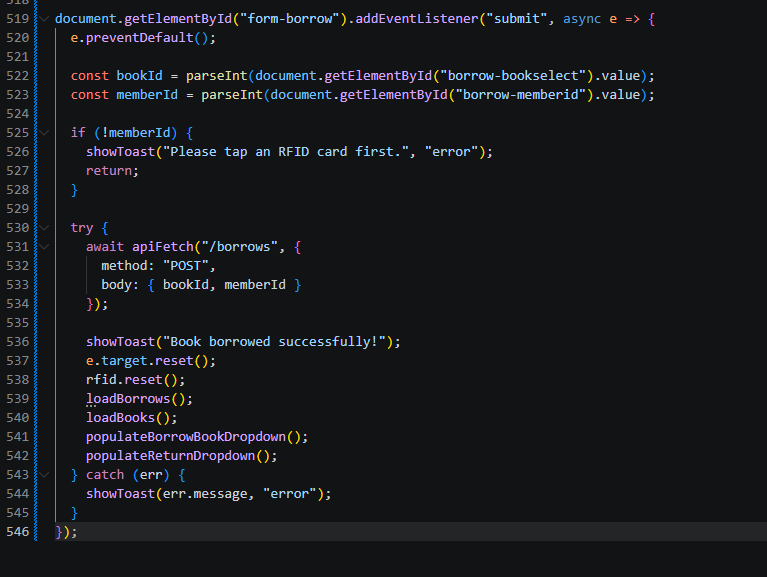 518
519 document.getElementById("form-borrow").addEventListener("submit", async e => {
520   e.preventDefault();
521
522   const bookId = parseInt(document.getElementById("borrow-bookselect").value);
523   const memberId = parseInt(document.getElementById("borrow-memberid").value);
524
525   if (!memberId) {
526     showToast("Please tap an RFID card first.", "error");
527     return;
528   }
529
530   try {
531     await apiFetch("/borrows", {
532       method: "POST",
533       body: { bookId, memberId }
534     });
535
536     showToast("Book borrowed successfully!");
537     e.target.reset();
538     rfid.reset();
539     loadBorrows();
540     loadBooks();
541     populateBorrowBookDropdown();
542     populateReturnDropdown();
543   } catch (err) {
544     showToast(err.message, "error");
545   }
546 });